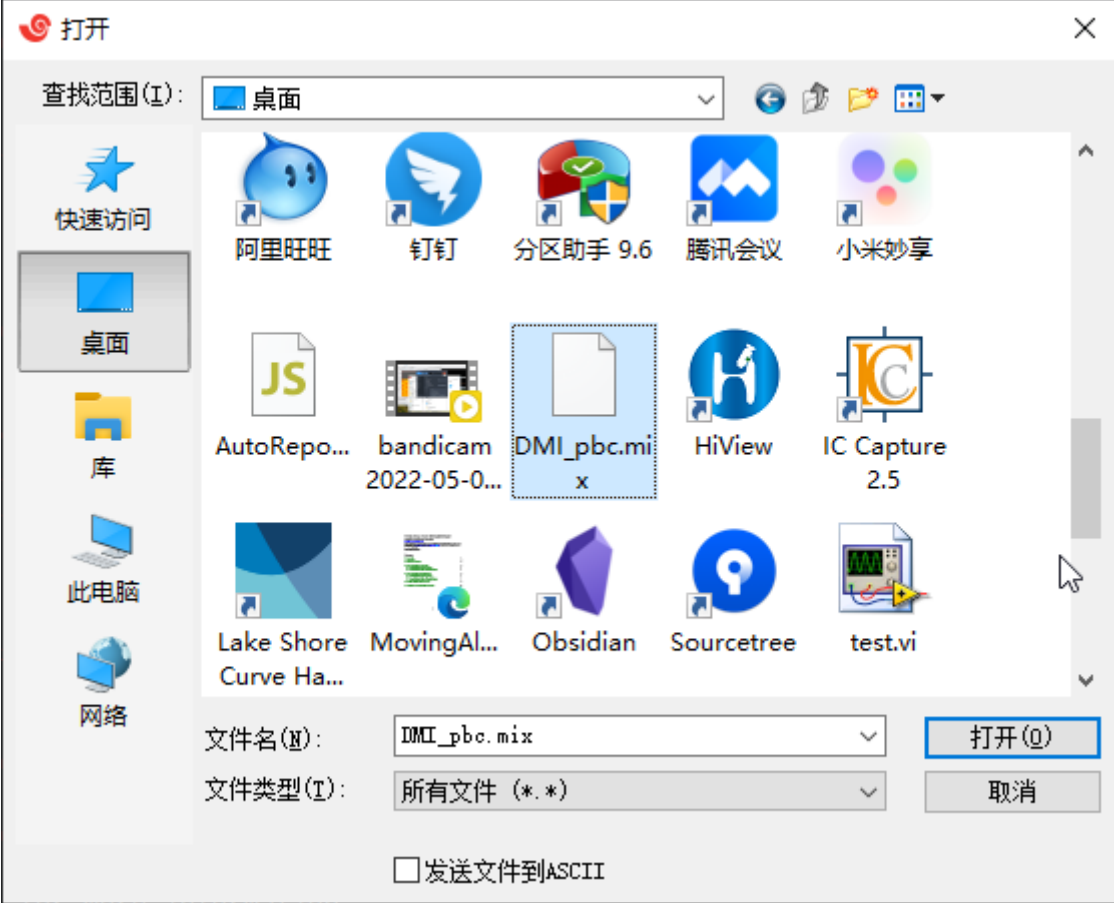 打开
查找范围(I):
桌面
快速访问
桌面
库
此电脑
网络
阿里旺旺
钉钉
分区助手 9.6
腾讯会议
小米妙享
JS
AutoRepo...
bandicam
2022-05-0...
DMI_pbc.mi
x
HiView
IC
IC Capture
2.5
Lake Shore
Curve Ha...
MovingAl...
Obsidian
Sourcetree
test.vi
文件名(N):
DMI_pbc.mix
打开(O)
文件类型(T):
所有文件 (*.*)
取消
发送文件到ASCII